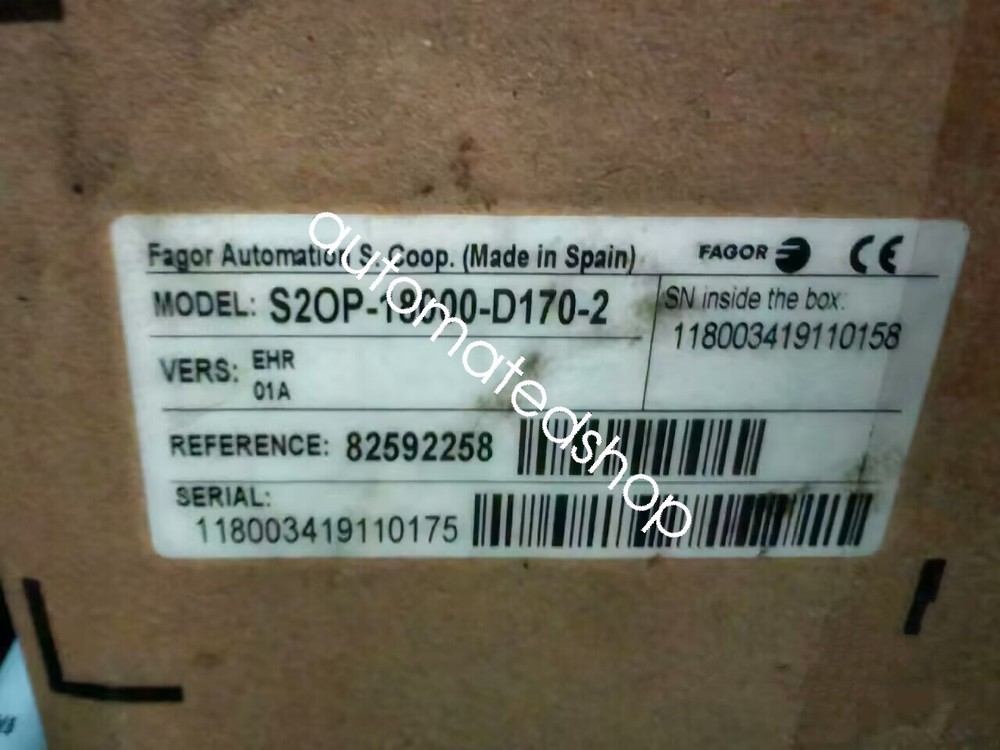 Fagor Automation S. Coop. (Made in Spain)
FAGOR
CE
MODEL: S2OP-18000-D170-2
SN inside the box:
118003419110158
VERS: EHR
01A
REFERENCE: 82592258
SERIAL:
118003419110175
automatedshop